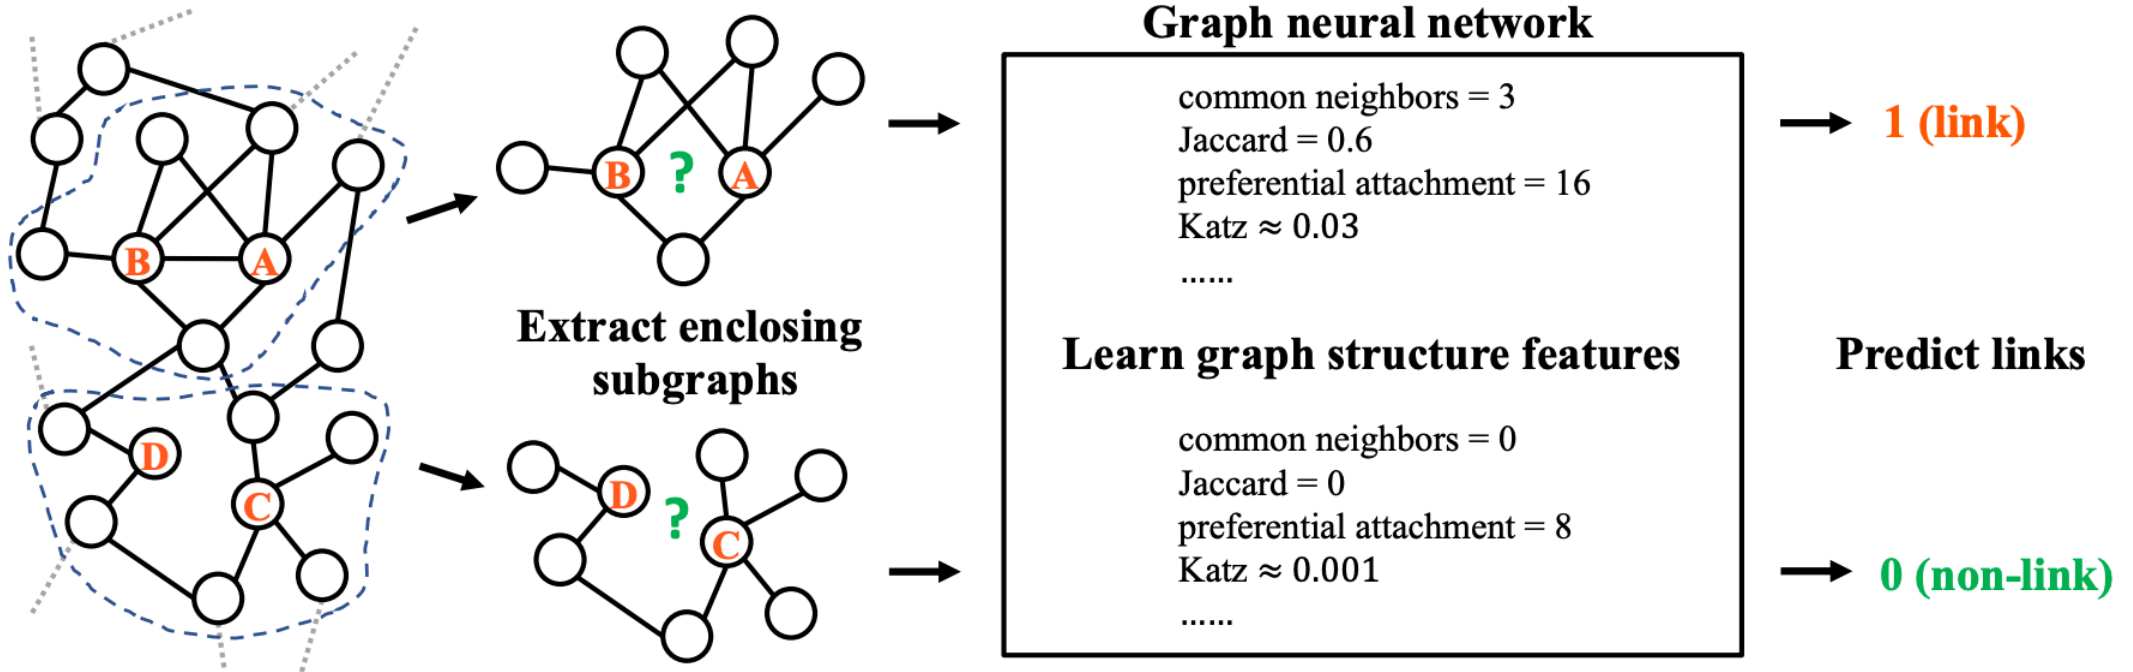 Graph neural network
B
A
B
?
A
common neighbors = 3
Jaccard = 0.6
preferential attachment = 16
Katz ≈ 0.03
......
1 (link)
Extract enclosing
subgraphs
Learn graph structure features
Predict links
D
C
D
?
C
common neighbors = 0
Jaccard = 0
preferential attachment = 8
Katz ≈ 0.001
......
0 (non-link)